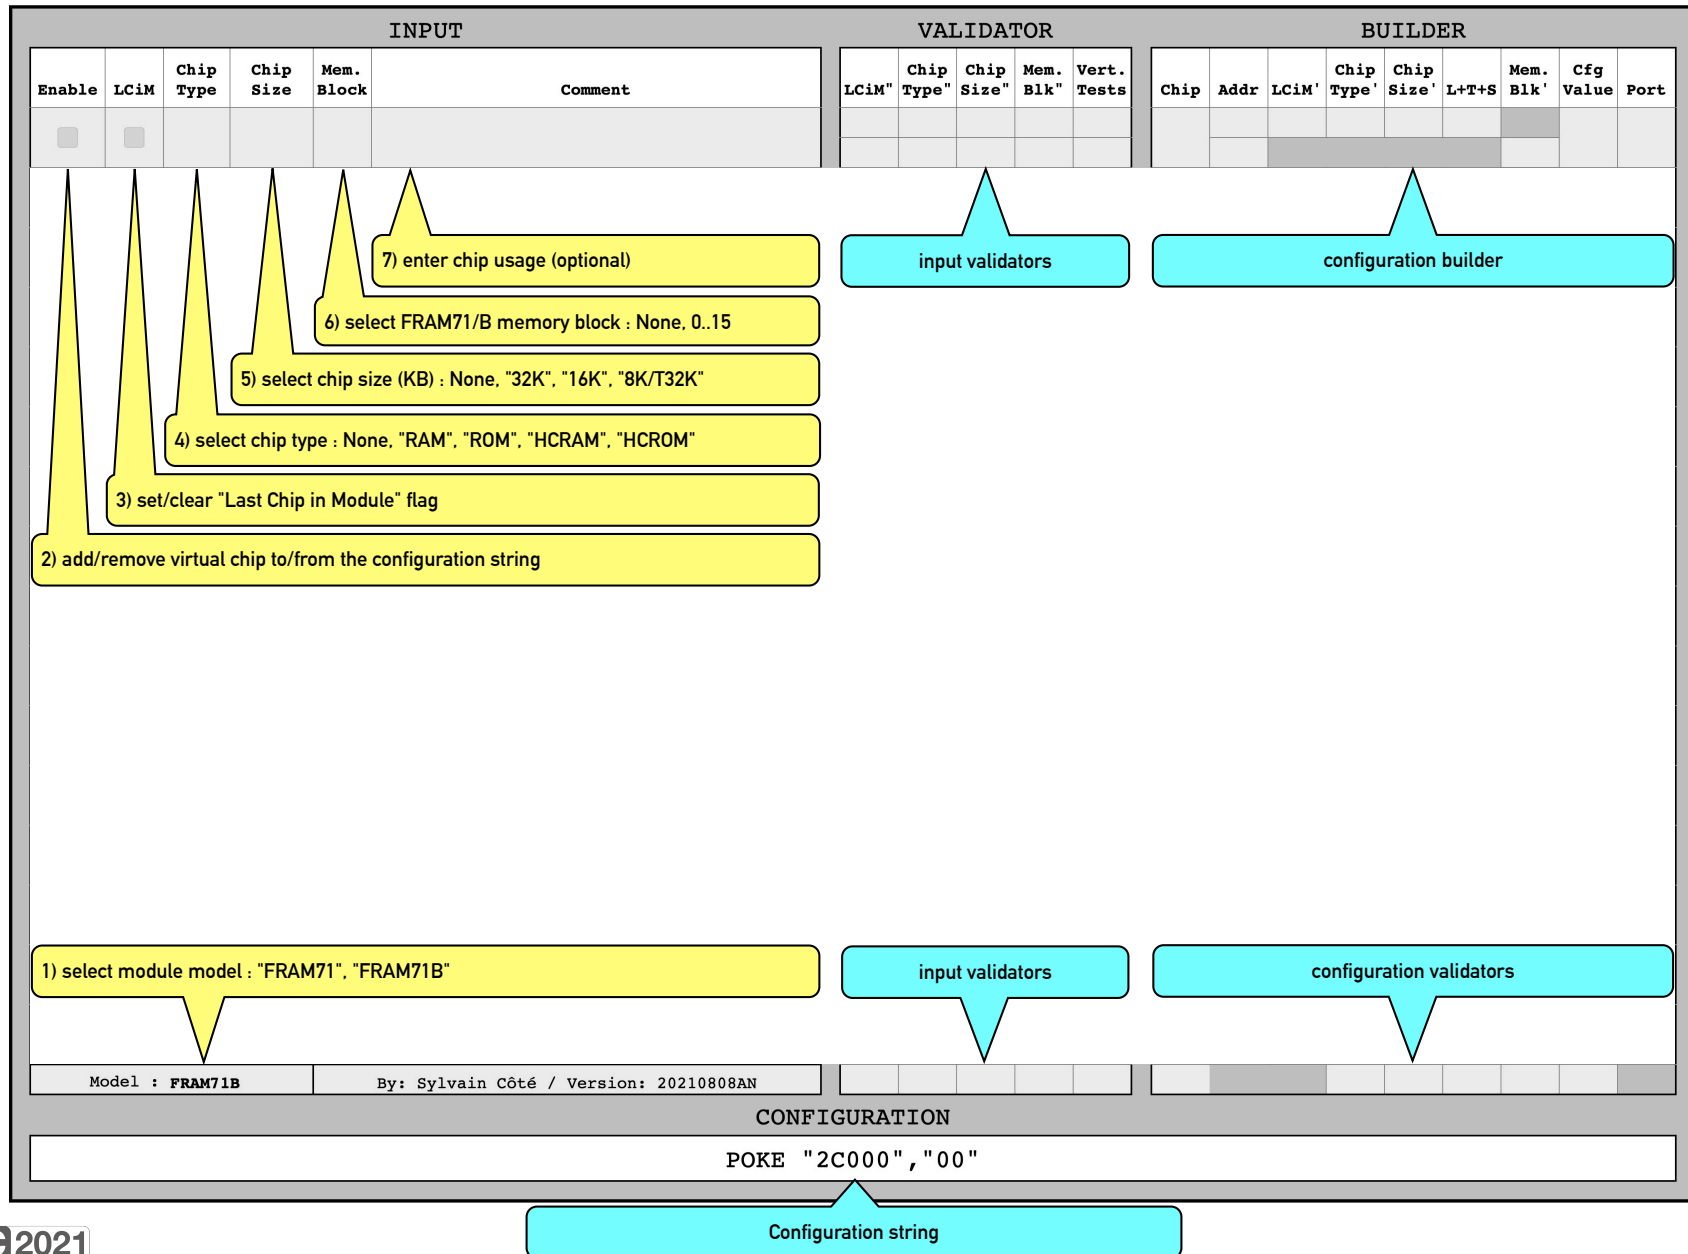 INPUT
VALIDATOR
BUILDER
Enable
LCiM
Chip
Type
Chip
Size
Mem.
Block
Comment
LCiM"
Chip
Type"
Chip
Size"
Mem.
Blk"
Vert.
Tests
Chip
Addr
LCiM'
Chip
Type'
Chip
Size'
L+T+S
Mem.
Blk'
Cfg
Value
Port
7) enter chip usage (optional)
input validators
configuration builder
6) select FRAM71/B memory block : None, 0..15
5) select chip size (KB) : None, "32K", "16K", "8K/T32K"
4) select chip type : None, "RAM", "ROM", "HCRAM", "HCROM"
3) set/clear "Last Chip in Module" flag
2) add/remove virtual chip to/from the configuration string
1) select module model : "FRAM71", "FRAM71B"
input validators
configuration validators
Model : FRAM71B
By: Sylvain Côté / Version: 20210808AN
CONFIGURATION
POKE "2C000","00"
Configuration string
2021